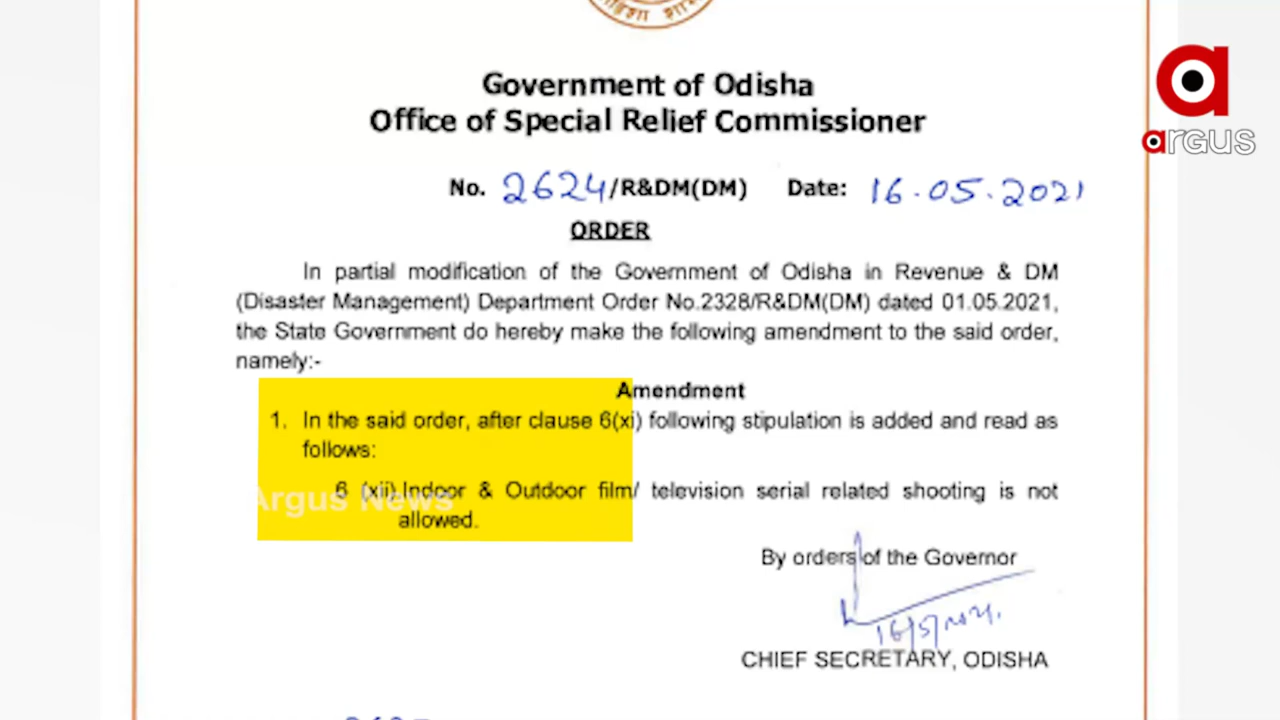 argus
Government of Odisha
Office of Special Relief Commissioner
No. 2624/R&DM(DM) Date: 16.05.2021
ORDER
In partial modification of the Government of Odisha in Revenue & DM
(Disaster Management) Department Order No.2328/R&DM(DM) dated 01.05.2021,
the State Government do hereby make the following amendment to the said order,
namely:-
Amendment
1. In the said order, after clause 6(xi) following stipulation is added and read as
follows:
6 (xii).Indoor & Outdoor film/ television serial related shooting is not
allowed.
Argus News
By orders of the Governor
16/5/2021.
CHIEF SECRETARY, ODISHA